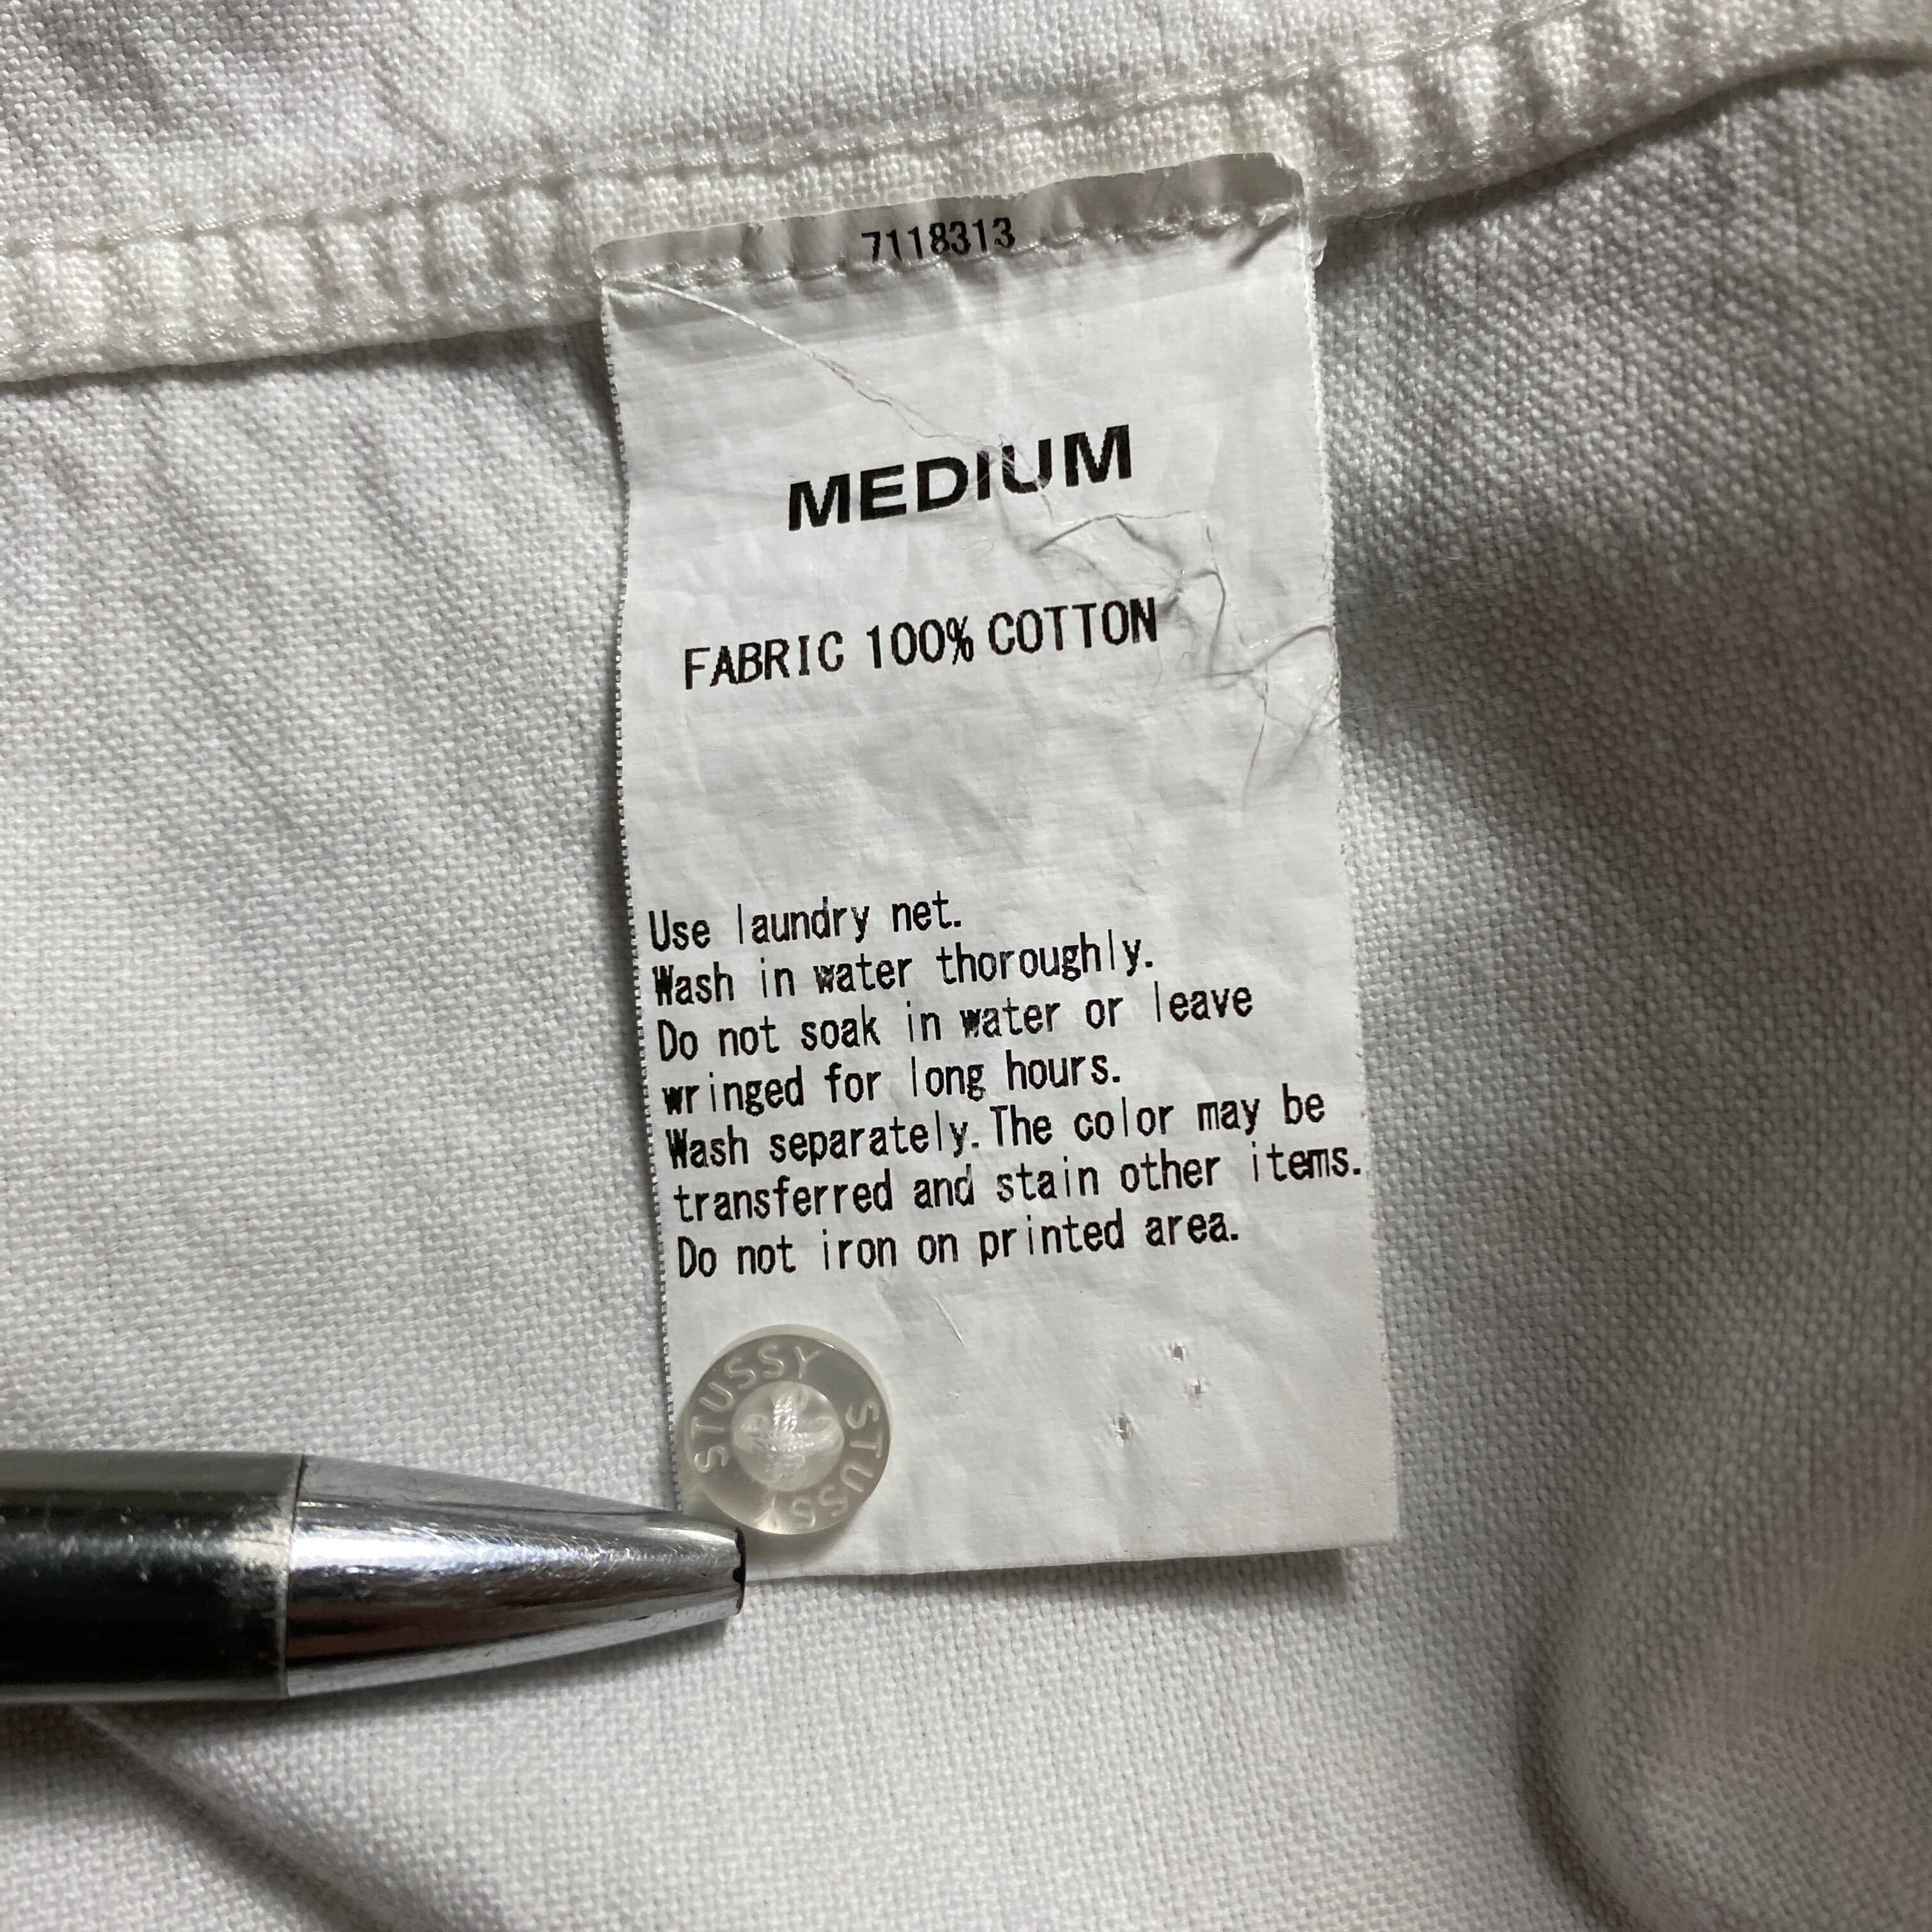 7118313
MEDIUM
FABRIC 100% COTTON
Use laundry net.
Wash in water thoroughly.
Do not soak in water or leave
wringed for long hours.
Wash separately. The color may be
transferred and stain other items.
Do not iron on printed area.
STUSSY STUSSY